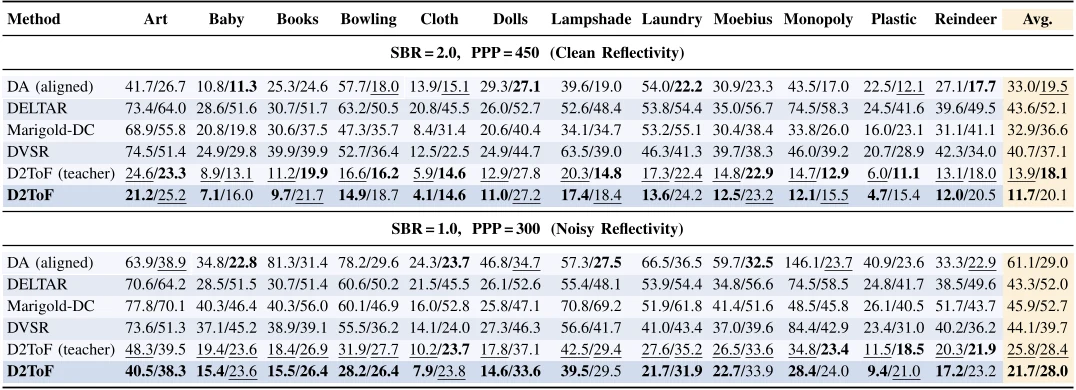 Method Art Baby Books Bowling Cloth Dolls Lampshade Laundry Moebius Monopoly Plastic Reindeer Avg.
SBR = 2.0, PPP = 450 (Clean Reflectivity)
DA (aligned) 41.7/26.7 10.8/11.3 25.3/24.6 57.7/18.0 13.9/15.1 29.3/27.1 39.6/19.0 54.0/22.2 30.9/23.3 43.5/17.0 22.5/12.1 27.1/17.7 33.0/19.5
DELTAR 73.4/64.0 28.6/51.6 30.7/51.7 63.2/50.5 20.8/45.5 26.0/52.7 52.6/48.4 53.8/54.4 35.0/56.7 74.5/58.3 24.5/41.6 39.6/49.5 43.6/52.1
Marigold-DC 68.9/55.8 20.8/19.8 30.6/37.5 47.3/35.7 8.4/31.4 20.6/40.4 34.1/34.7 53.2/55.1 30.4/38.4 33.8/26.0 16.0/23.1 31.1/41.1 32.9/36.6
DVSR 74.5/51.4 24.9/29.8 39.9/39.9 52.7/36.4 12.5/22.5 24.9/44.7 63.5/39.0 46.3/41.3 39.7/38.3 46.0/39.2 20.7/28.9 42.3/34.0 40.7/37.1
D2ToF (teacher) 24.6/23.3 8.9/13.1 11.2/19.9 16.6/16.2 5.9/14.6 12.9/27.8 20.3/14.8 17.3/22.4 14.8/22.9 14.7/12.9 6.0/11.1 13.1/18.0 13.9/18.1
D2ToF 21.2/25.2 7.1/16.0 9.7/21.7 14.9/18.7 4.1/14.6 11.0/27.2 17.4/18.4 13.6/24.2 12.5/23.2 12.1/15.5 4.7/15.4 12.0/20.5 11.7/20.1
SBR = 1.0, PPP = 300 (Noisy Reflectivity)
DA (aligned) 63.9/38.9 34.8/22.8 81.3/31.4 78.2/29.6 24.3/23.7 46.8/34.7 57.3/27.5 66.5/36.5 59.7/32.5 146.1/23.7 40.9/23.6 33.3/22.9 61.1/29.0
DELTAR 70.6/64.2 28.5/51.5 30.7/51.4 60.6/50.2 21.5/45.5 26.1/52.6 55.4/48.1 53.9/54.4 34.8/56.6 74.5/58.5 24.8/41.7 38.5/49.6 43.3/52.0
Marigold-DC 77.8/70.1 40.3/46.4 40.3/56.0 60.1/46.9 16.0/52.8 25.8/47.1 70.8/69.2 51.9/61.8 41.4/51.6 48.5/45.8 26.1/40.5 51.7/43.7 45.9/52.7
DVSR 73.6/51.3 37.1/45.2 38.9/39.1 55.5/36.2 14.1/24.0 27.3/46.3 56.6/41.7 41.0/43.4 37.0/39.6 84.4/42.9 23.4/31.0 40.2/36.2 44.1/39.7
D2ToF (teacher) 48.3/39.5 19.4/23.6 18.4/26.9 31.9/27.7 10.2/23.7 17.8/37.1 42.5/29.4 27.6/35.2 26.5/33.6 34.8/23.4 11.5/18.5 20.3/21.9 25.8/28.4
D2ToF 40.5/38.3 15.4/23.6 15.5/26.4 28.2/26.4 7.9/23.8 14.6/33.6 39.5/29.5 21.7/31.9 22.7/33.9 28.4/24.0 9.4/21.0 17.2/23.2 21.7/28.0